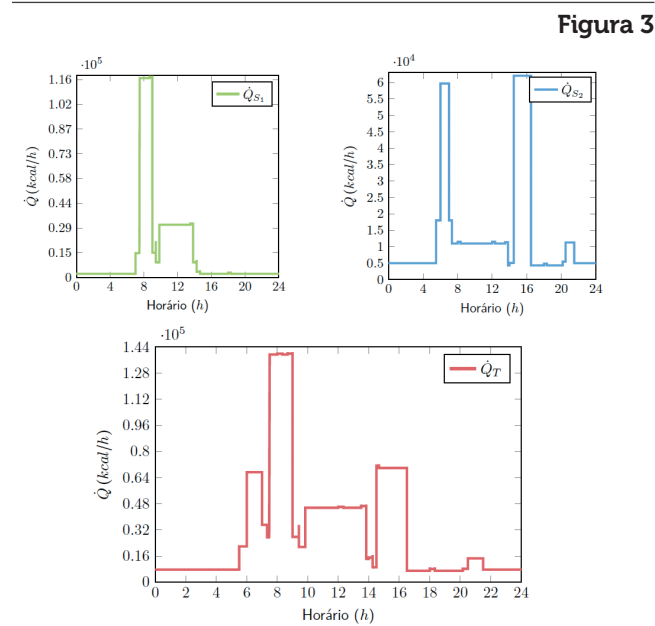 Figura 3
·10^5
1.16
1.02
0.87
0.73
0.58
0.44
0.29
0.15
0
Q̇ (kcal/h)
Q̇_{S_1}
0 4 8 12 16 20 24
Horário (h)
·10^4
6
5.5
5
4.5
4
3.5
3
2.5
2
1.5
1
0.5
0
Q̇ (kcal/h)
Q̇_{S_2}
0 4 8 12 16 20 24
Horário (h)
·10^5
1.44
1.28
1.12
0.96
0.8
0.64
0.48
0.32
0.16
0
Q̇ (kcal/h)
Q̇_T
0 2 4 6 8 10 12 14 16 18 20 22 24
Horário (h)